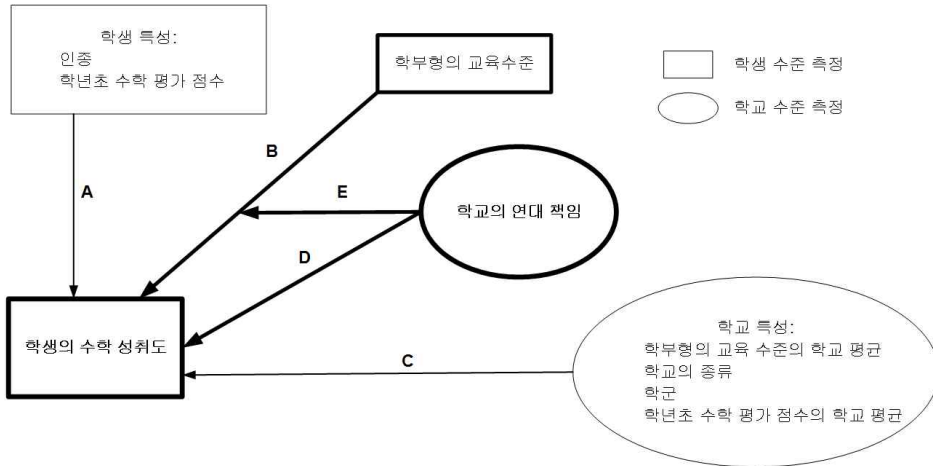 학생 특성:
인종
학년초 수학 평가 점수
학부형의 교육수준
학생 수준 측정
학교 수준 측정
B
A
E
학교의 연대 책임
D
학생의 수학 성취도
C
학교 특성:
학부형의 교육 수준의 학교 평균
학교의 종류
학군
학년초 수학 평가 점수의 학교 평균